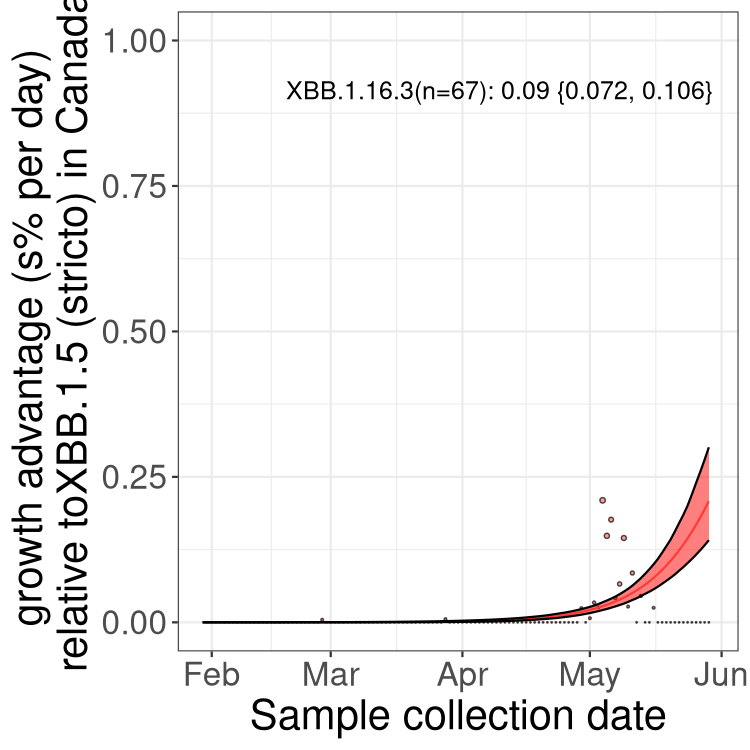 growth advantage (s% per day)
relative toXBB.1.5 (stricto) in Canada
1.00
0.75
0.50
0.25
0.00
XBB.1.16.3(n=67): 0.09 {0.072, 0.106}
Feb Mar Apr May Jun
Sample collection date